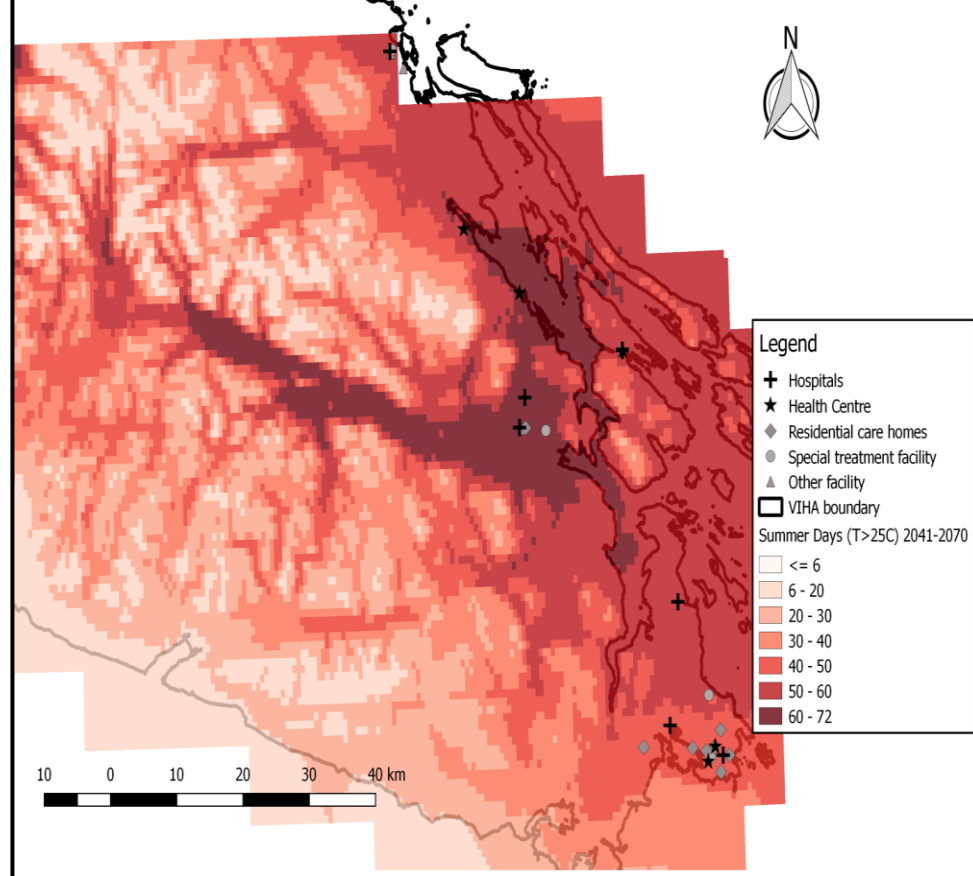 N
Legend
Hospitals
Health Centre
Residential care homes
Special treatment facility
Other facility
VIHA boundary
Summer Days (T>25C) 2041-2070
<= 6
6 - 20
20 - 30
30 - 40
40 - 50
50 - 60
60 - 72
10 0 10 20 30 40 km